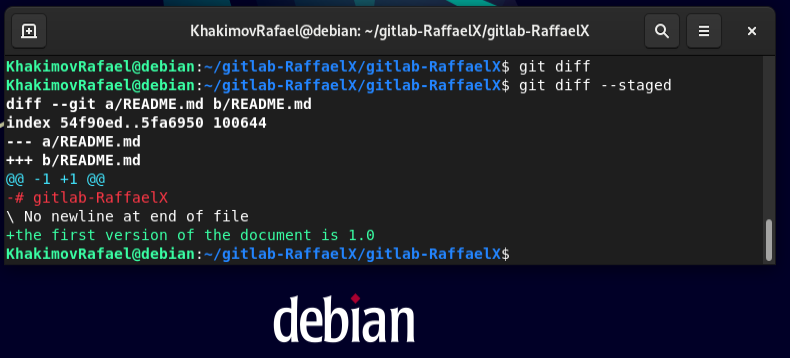 KhakimovRafael@debian: ~/gitlab-RaffaelX/gitlab-RaffaelX
KhakimovRafael@debian:~/gitlab-RaffaelX/gitlab-RaffaelX$ git diff
KhakimovRafael@debian:~/gitlab-RaffaelX/gitlab-RaffaelX$ git diff --staged
diff --git a/README.md b/README.md
index 54f90ed..5fa6950 100644
--- a/README.md
+++ b/README.md
@@ -1 +1 @@
-# gitlab-RaffaelX
\ No newline at end of file
+the first version of the document is 1.0
KhakimovRafael@debian:~/gitlab-RaffaelX/gitlab-RaffaelX$
debian